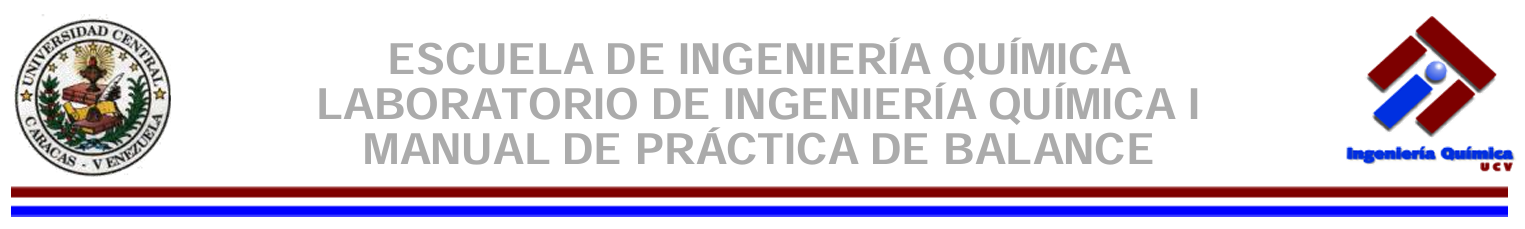 UNIVERSIDAD CENTRAL
CARACAS - VENEZUELA
ESCUELA DE INGENIERÍA QUÍMICA
LABORATORIO DE INGENIERÍA QUÍMICA I
MANUAL DE PRÁCTICA DE BALANCE
Ingeniería Química
UCV